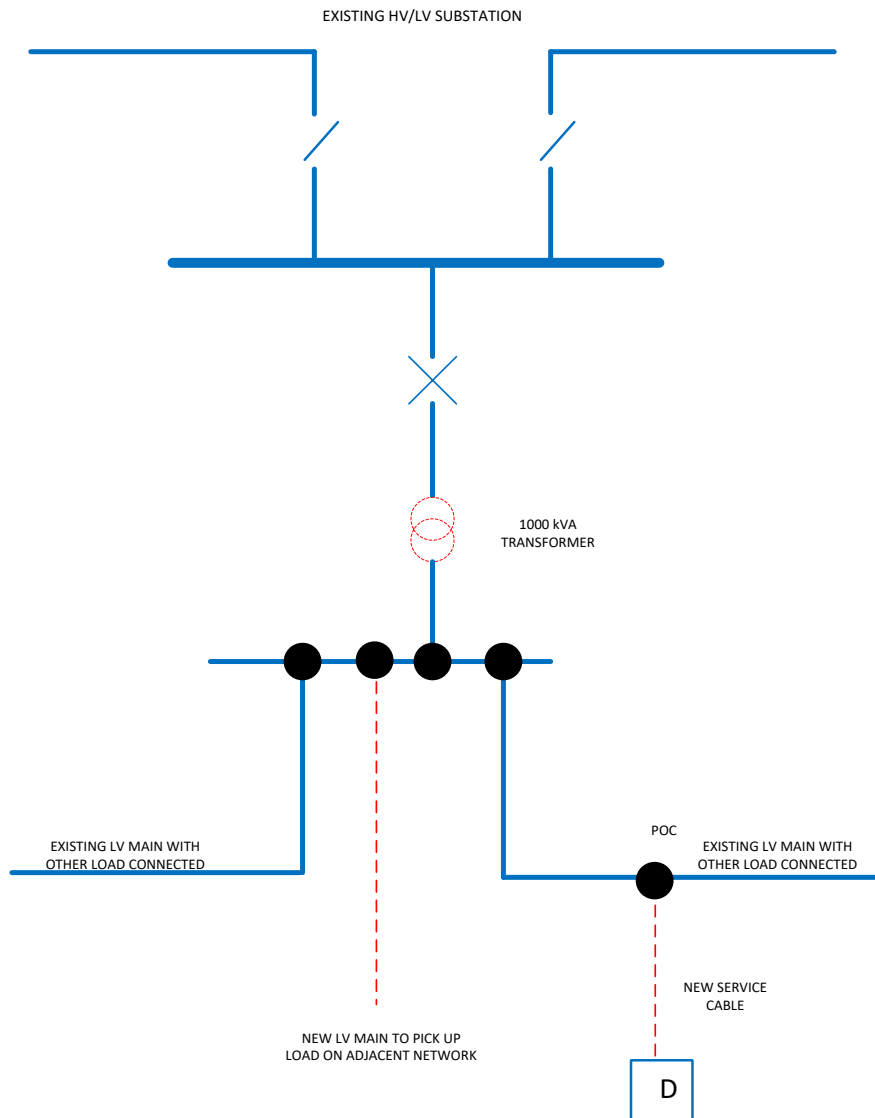 EXISTING HV/LV SUBSTATION
1000 kVA
TRANSFORMER
EXISTING LV MAIN WITH
OTHER LOAD CONNECTED
POC
EXISTING LV MAIN WITH
OTHER LOAD CONNECTED
NEW SERVICE
CABLE
NEW LV MAIN TO PICK UP
LOAD ON ADJACENT NETWORK
D